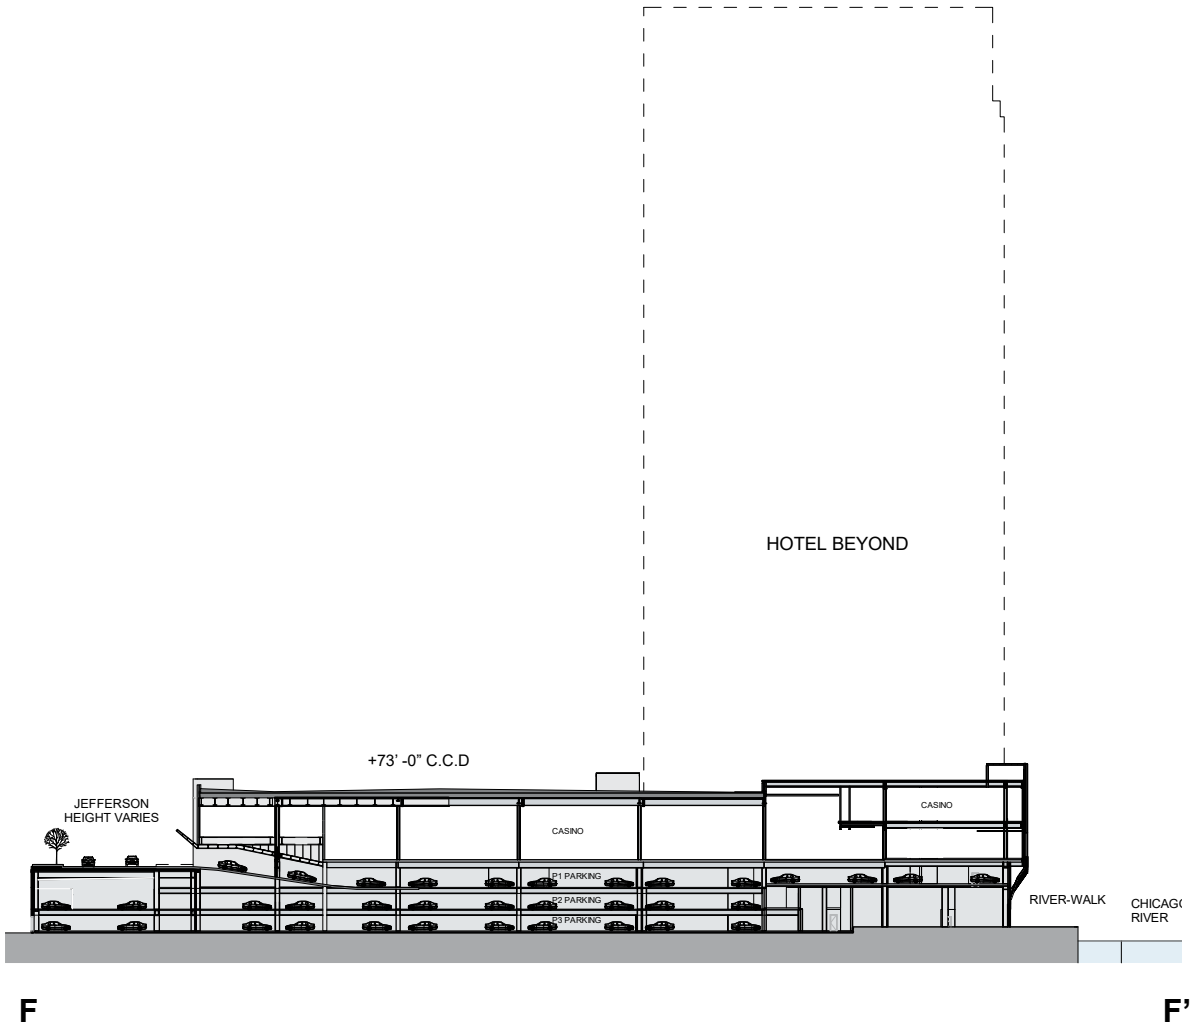 HOTEL BEYOND
+73’ -0” C.C.D
JEFFERSON
HEIGHT VARIES
CASINO
CASINO
P1 PARKING
P2 PARKING
P3 PARKING
RIVER-WALK
CHICAGO
RIVER
F
F’